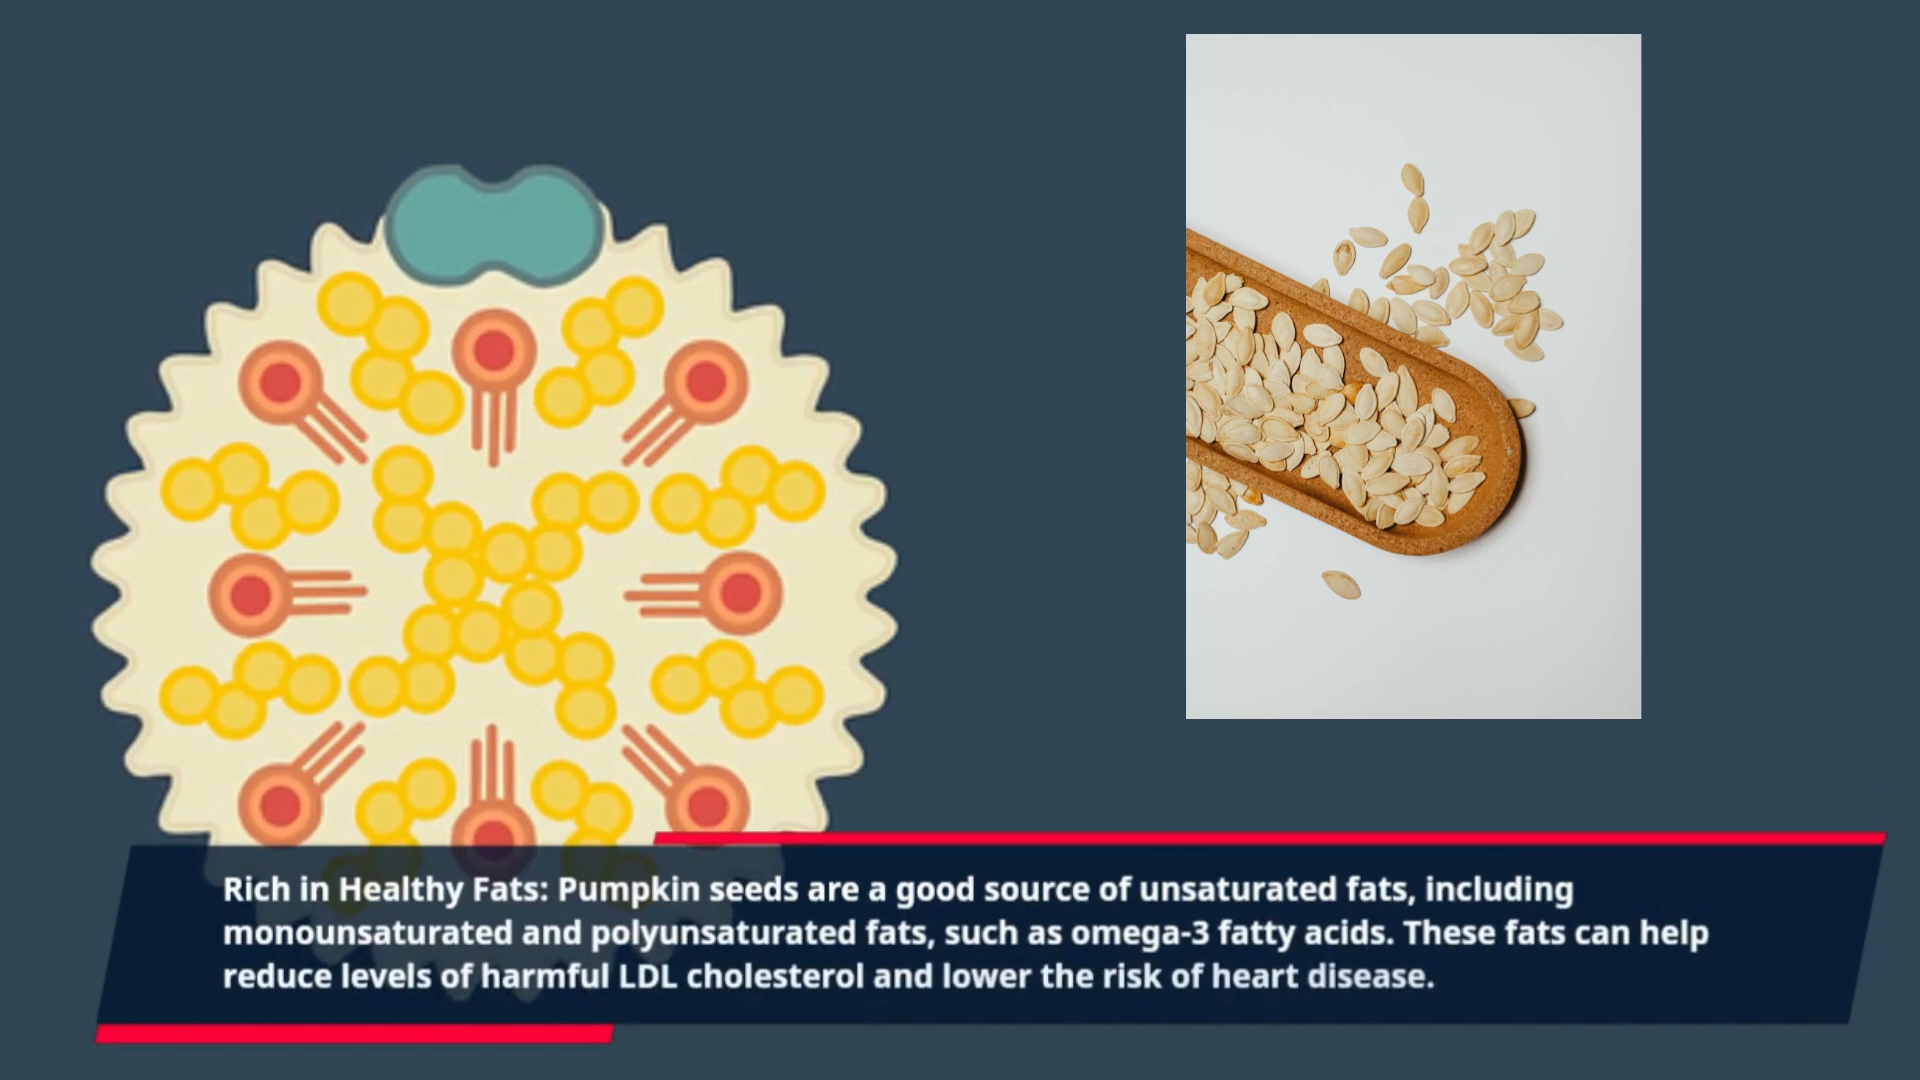 Rich in Healthy Fats: Pumpkin seeds are a good source of unsaturated fats, including
monounsaturated and polyunsaturated fats, such as omega-3 fatty acids. These fats can help
reduce levels of harmful LDL cholesterol and lower the risk of heart disease.